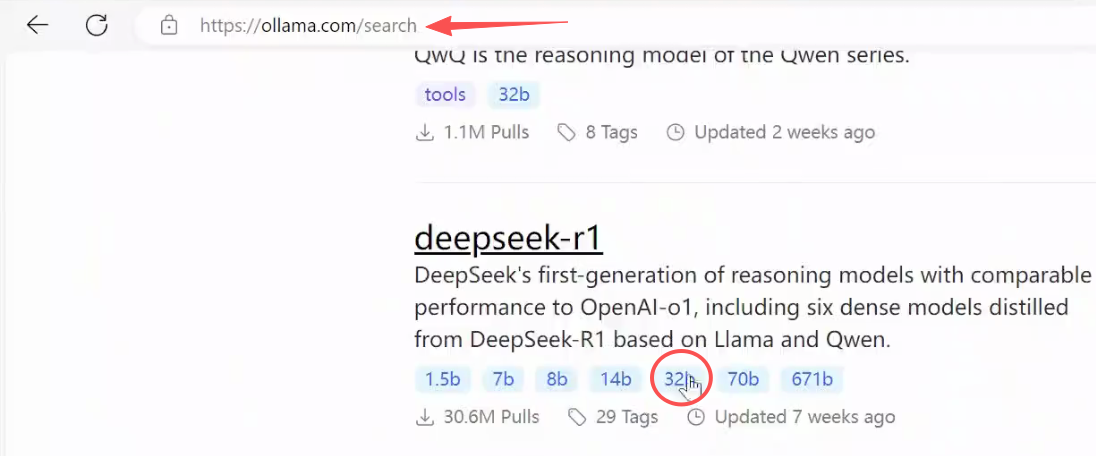 https://ollama.com/search
QwQ is the reasoning model of the Qwen series.
tools 32b
1.1M Pulls 8 Tags Updated 2 weeks ago
deepseek-r1
DeepSeek's first-generation of reasoning models with comparable
performance to OpenAI-o1, including six dense models distilled
from DeepSeek-R1 based on Llama and Qwen.
1.5b 7b 8b 14b 32b 70b 671b
30.6M Pulls 29 Tags Updated 7 weeks ago